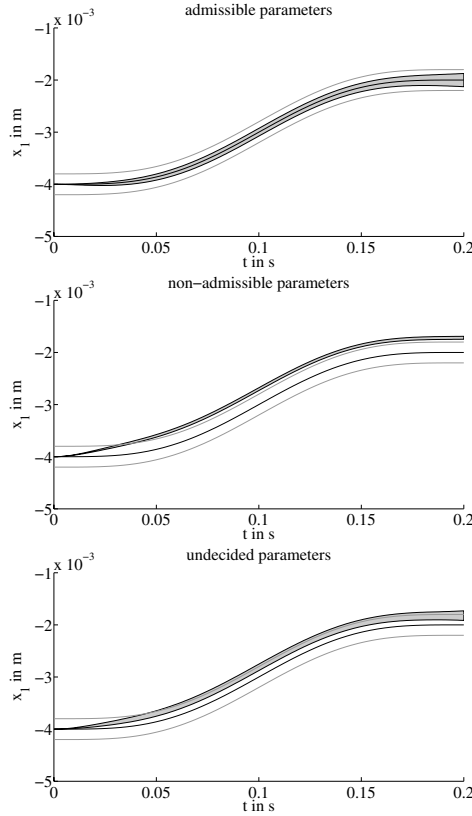 admissible parameters
x 10⁻³
−1
−2
−3
−4
−5
x₁ in m
0 0.05 0.1 0.15 0.2
t in s
non−admissible parameters
x 10⁻³
−1
−2
−3
−4
−5
x₁ in m
0 0.05 0.1 0.15 0.2
t in s
undecided parameters
x 10⁻³
−1
−2
−3
−4
−5
x₁ in m
0 0.05 0.1 0.15 0.2
t in s